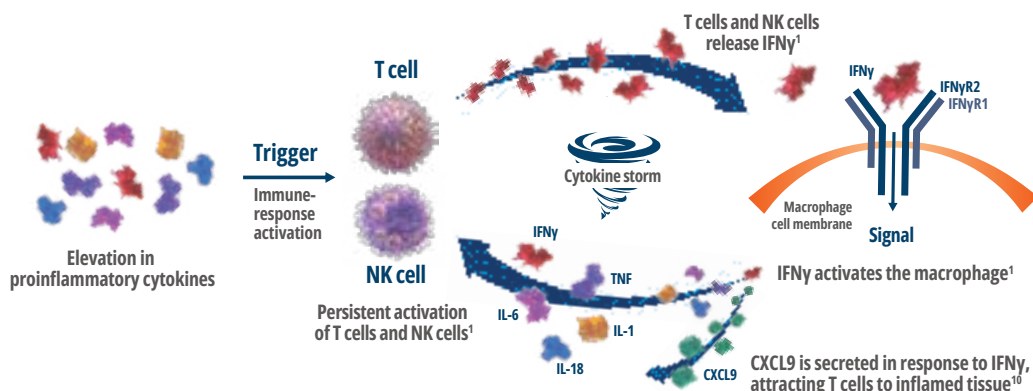 Elevation in
proinflammatory cytokines
Trigger
Immune-
response
activation
T cell
NK cell
Persistent activation
of T cells and NK cells¹
T cells and NK cells
release IFNγ¹
Cytokine storm
IFNγ
IFNγR2
IFNγR1
Macrophage
cell membrane
Signal
IFNγ activates the macrophage¹
IFNγ
TNF
IL-6
IL-1
IL-18
CXCL9
CXCL9 is secreted in response to IFNγ,
attracting T cells to inflamed tissue¹⁰